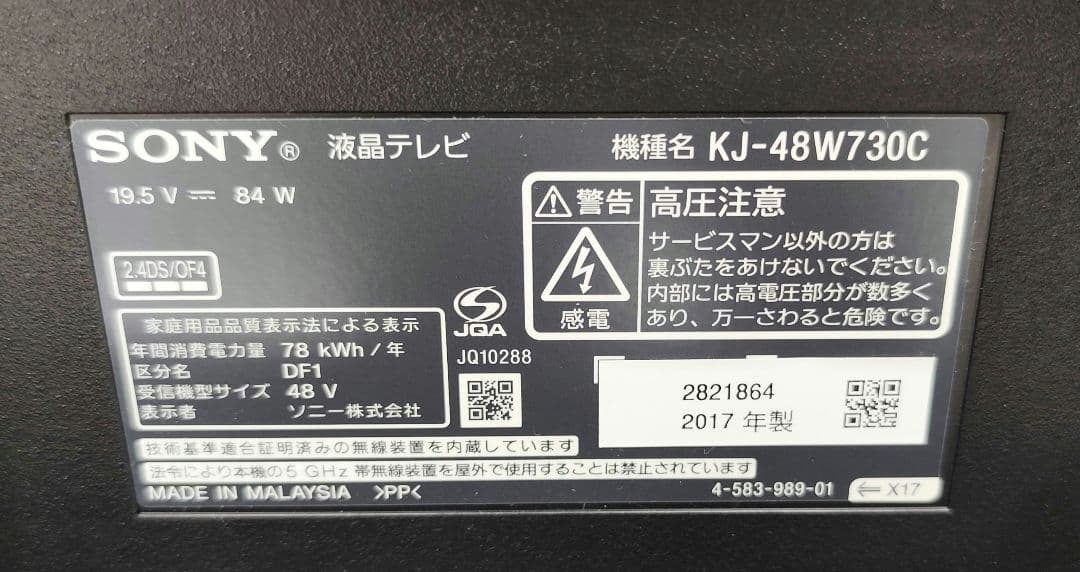 SONY® 液晶テレビ
機種名 KJ-48W730C
19.5 V ⎓ 84 W
警告
高圧注意
サービスマン以外の方は
裏ぶたをあけないでください。
内部には高電圧部分が数多く
あり、万一さわると危険です。
感電
2.4DS/OF4
家庭用品品質表示法による表示
年間消費電力量 78 kWh / 年
区分名 DF1
受信機型サイズ 48 V
表示者 ソニー株式会社
JQA
JQ10288
2821864
2017 年製
技術基準適合証明済みの無線装置を内蔵しています
法令により本機の5 GHz 帯無線装置を屋外で使用することは禁止されています
MADE IN MALAYSIA >PP<
4-583-989-01
⇐ X17